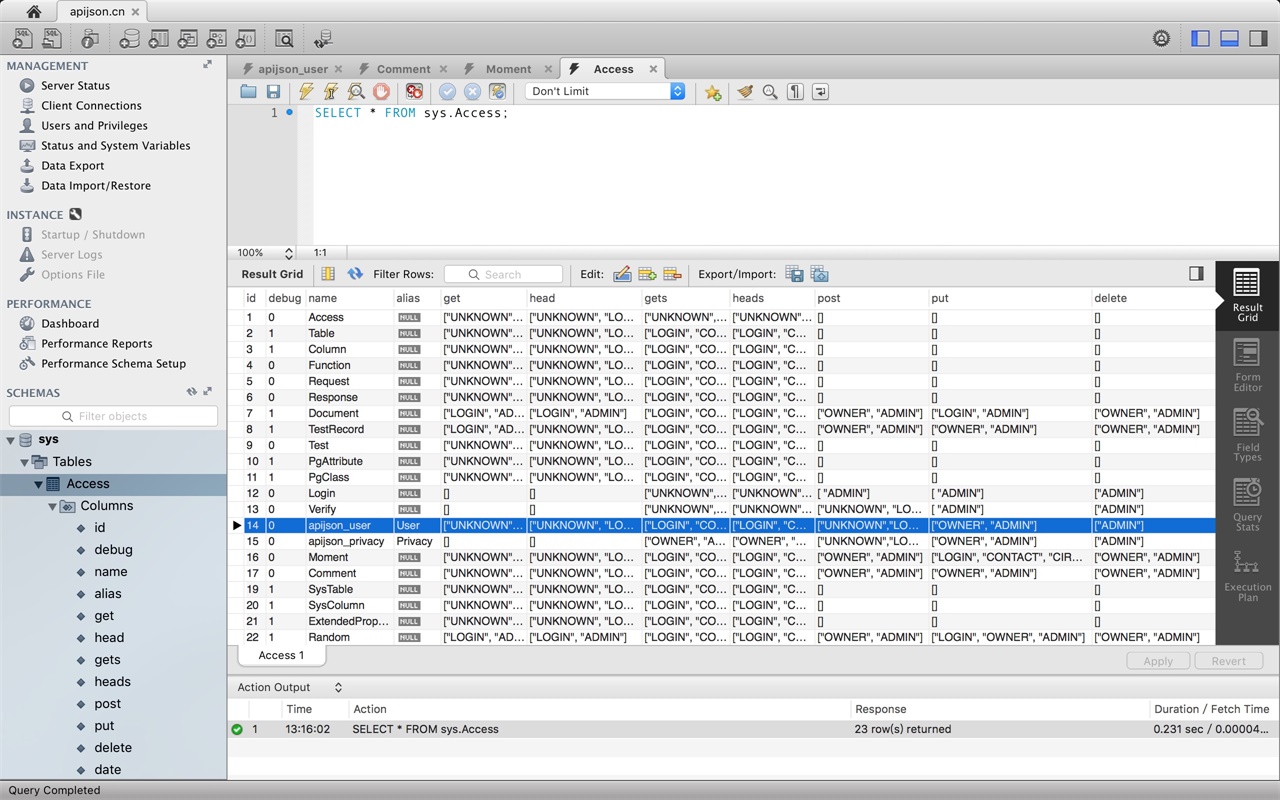 apijson.cn
MANAGEMENT
Server Status
Client Connections
Users and Privileges
Status and System Variables
Data Export
Data Import/Restore
INSTANCE
Startup / Shutdown
Server Logs
Options File
PERFORMANCE
Dashboard
Performance Reports
Performance Schema Setup
SCHEMAS
Filter objects
sys
Tables
Access
Columns
id
debug
name
alias
get
head
gets
heads
post
put
delete
date
apijson_user Comment Moment Access
Don't Limit
1 SELECT * FROM sys.Access;
100% 1:1
Result Grid Filter Rows: Search Edit: Export/Import:
id debug name alias get head gets heads post put delete
1 0 Access NULL ["UNKNOWN"... ["UNKNOWN", "LO... ["UNKNOWN",... ["UNKNOWN"... [] [] []
2 1 Table NULL ["UNKNOWN"... ["UNKNOWN", "LO... ["LOGIN", "CO... ["LOGIN", "C... [] [] []
3 1 Column NULL ["UNKNOWN"... ["UNKNOWN", "LO... ["LOGIN", "CO... ["LOGIN", "C... [] [] []
4 0 Function NULL ["UNKNOWN"... ["UNKNOWN", "LO... ["LOGIN", "CO... ["LOGIN", "C... [] [] []
5 0 Request NULL ["UNKNOWN"... ["UNKNOWN", "LO... ["LOGIN", "CO... ["LOGIN", "C... [] [] []
6 0 Response NULL ["UNKNOWN"... ["UNKNOWN", "LO... ["LOGIN", "CO... ["LOGIN", "C... [] [] []
7 1 Document NULL ["LOGIN", "AD... ["LOGIN", "ADMIN"] ["LOGIN", "CO... ["LOGIN", "C... ["OWNER", "ADMIN"] ["LOGIN", "ADMIN"] ["OWNER", "ADMIN"]
8 1 TestRecord NULL ["LOGIN", "AD... ["UNKNOWN", "LO... ["LOGIN", "CO... ["LOGIN", "C... ["OWNER", "ADMIN"] ["OWNER", "ADMIN"] ["OWNER", "ADMIN"]
9 0 Test NULL ["UNKNOWN"... ["UNKNOWN", "LO... ["LOGIN", "CO... ["LOGIN", "C... [] [] []
10 1 PgAttribute NULL ["UNKNOWN"... ["UNKNOWN", "LO... ["LOGIN", "CO... ["LOGIN", "C... [] [] []
11 1 PgClass NULL ["UNKNOWN"... ["UNKNOWN", "LO... ["LOGIN", "CO... ["LOGIN", "C... [] [] []
12 0 Login NULL [] [] ["UNKNOWN",... ["UNKNOWN"... [ "ADMIN"] [ "ADMIN"] ["ADMIN"]
13 0 Verify NULL [] [] ["UNKNOWN",... ["UNKNOWN"... ["UNKNOWN", "LO... [ "ADMIN"] ["ADMIN"]
14 0 apijson_user User ["UNKNOWN"... ["UNKNOWN", "LO... ["LOGIN", "CO... ["LOGIN", "C... ["UNKNOWN","LO... ["OWNER", "ADMIN"] ["ADMIN"]
15 0 apijson_privacy Privacy [] [] ["OWNER", "A... ["OWNER", "... ["UNKNOWN","LO... ["OWNER", "ADMIN"] ["ADMIN"]
16 0 Moment NULL ["UNKNOWN"... ["UNKNOWN", "LO... ["LOGIN", "CO... ["LOGIN", "C... ["OWNER", "ADMIN"] ["LOGIN", "CONTACT", "CIR... ["OWNER", "ADMIN"]
17 0 Comment NULL ["UNKNOWN"... ["UNKNOWN", "LO... ["LOGIN", "CO... ["LOGIN", "C... ["OWNER", "ADMIN"] ["OWNER", "ADMIN"] ["OWNER", "ADMIN"]
19 1 SysTable NULL ["UNKNOWN"... ["UNKNOWN", "LO... ["LOGIN", "CO... ["LOGIN", "C... [] [] []
20 1 SysColumn NULL ["UNKNOWN"... ["UNKNOWN", "LO... ["LOGIN", "CO... ["LOGIN", "C... [] [] []
21 1 ExtendedProp... NULL ["UNKNOWN"... ["UNKNOWN", "LO... ["LOGIN", "CO... ["LOGIN", "C... [] [] []
22 1 Random NULL ["LOGIN", "AD... ["LOGIN", "ADMIN"] ["LOGIN", "CO... ["LOGIN", "C... ["OWNER", "ADMIN"] ["LOGIN", "OWNER", "ADMIN"] ["OWNER", "ADMIN"]
Result
Grid
Form
Editor
Field
Types
Query
Stats
Execution
Plan
Access 1 Apply Revert
Action Output
Time Action Response Duration / Fetch Time
1 13:16:02 SELECT * FROM sys.Access 23 row(s) returned 0.231 sec / 0.00004...
Query Completed